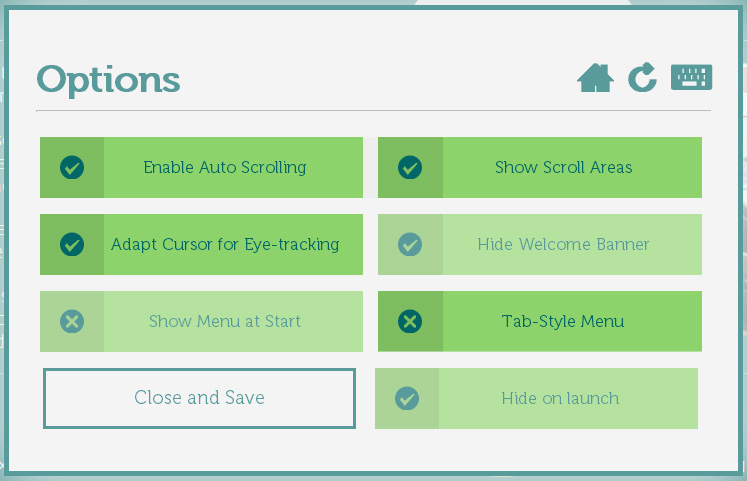 Options
Enable Auto Scrolling
Show Scroll Areas
Adapt Cursor for Eye-tracking
Hide Welcome Banner
Show Menu at Start
Tab-Style Menu
Close and Save
Hide on launch